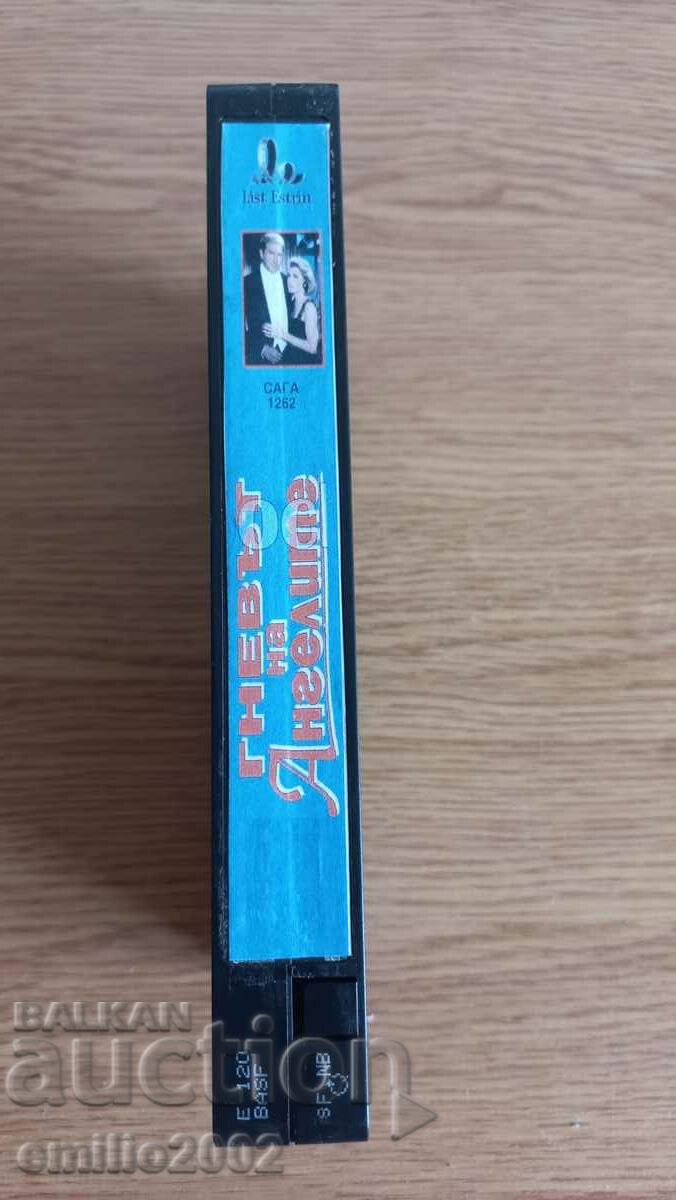 List Estrin
САГА
1262
ГНЕВЪТ
на
Ангелите
E 120
BASF
BALKAN
auction
emilio2002